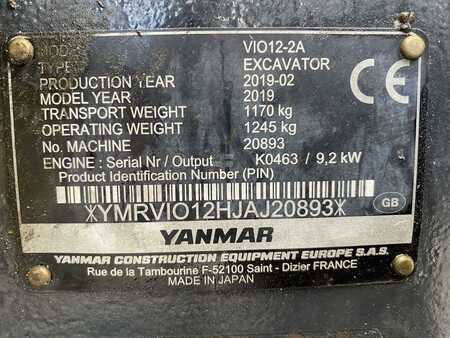 MODEL VIO12-2A
TYPE EXCAVATOR
PRODUCTION YEAR 2019-02
MODEL YEAR 2019
TRANSPORT WEIGHT 1170 kg
OPERATING WEIGHT 1245 kg
No. MACHINE 20893
ENGINE : Serial Nr / Output K0463 / 9,2 kW
Product Identification Number (PIN)
*YMRVIO12HJAJ20893*
GB
YANMAR
YANMAR CONSTRUCTION EQUIPMENT EUROPE S.A.S.
Rue de la Tambourine F-52100 Saint - Dizier FRANCE
MADE IN JAPAN
CE